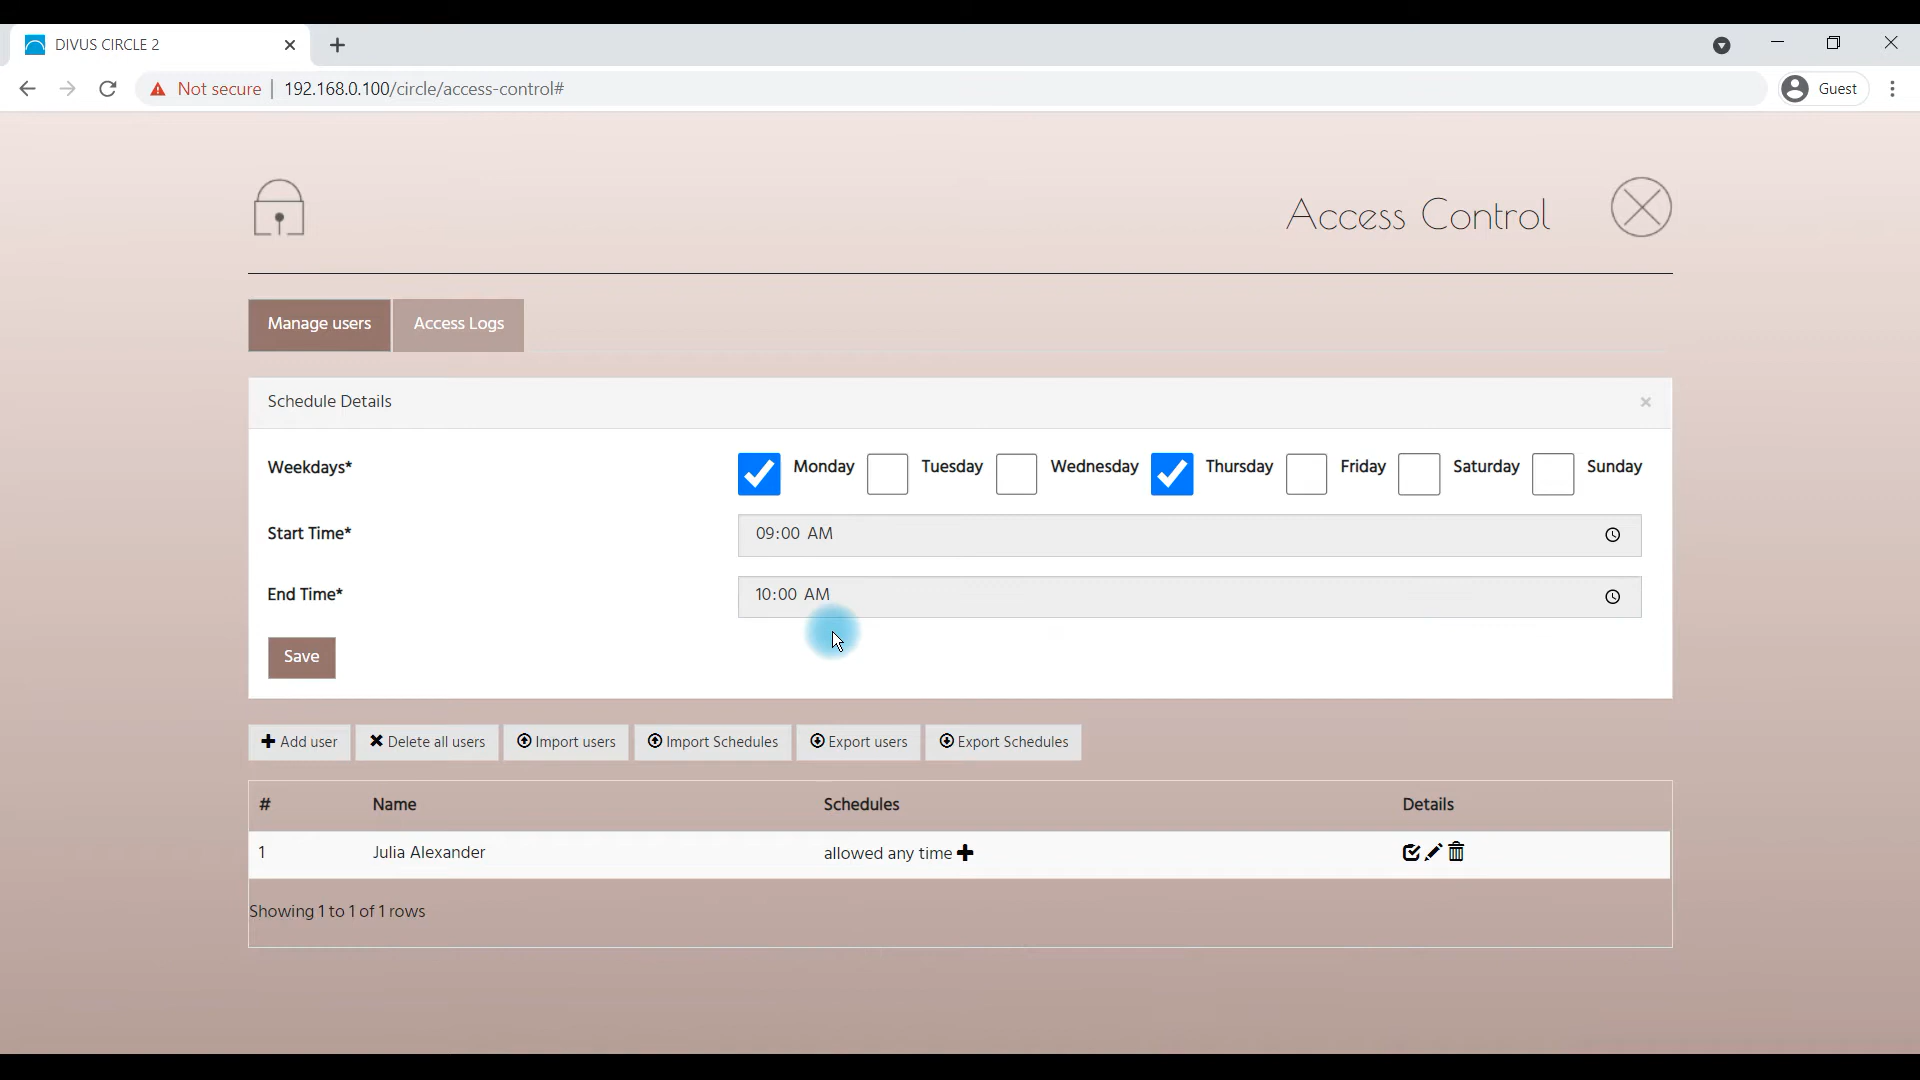 DIVUS CIRCLE 2
Not secure 192.168.0.100/circle/access-control# Guest
Access Control
Manage users Access Logs
Schedule Details
Weekdays* Monday Tuesday Wednesday Thursday Friday Saturday Sunday
Start Time* 09:00 AM
End Time* 10:00 AM
Save
Add user Delete all users Import users Import Schedules Export users Export Schedules
# Name Schedules Details
1 Julia Alexander allowed any time
Showing 1 to 1 of 1 rows